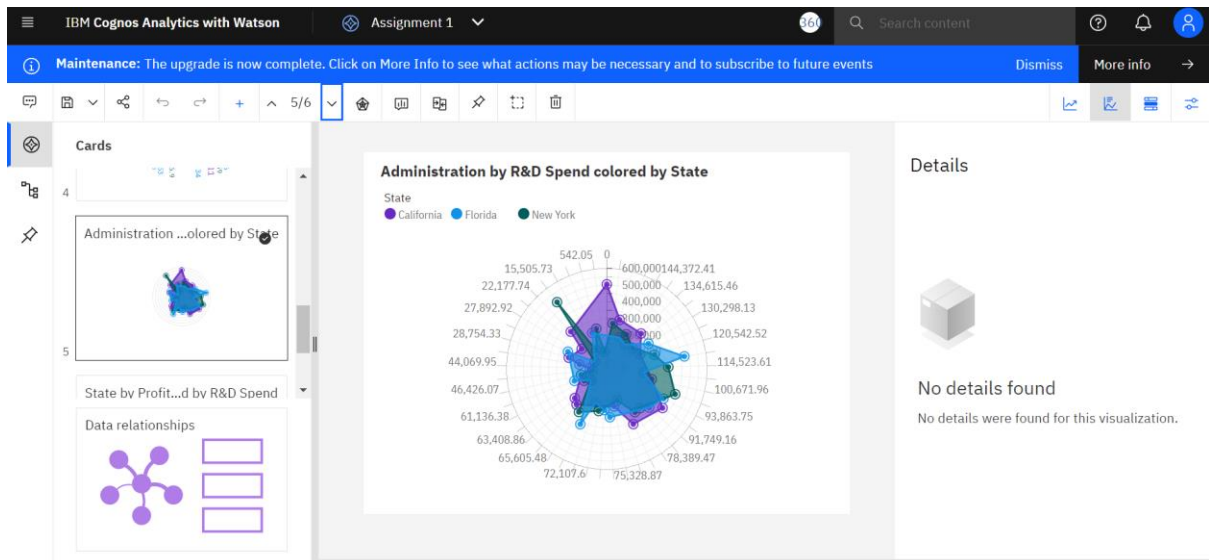 IBM Cognos Analytics with Watson
Assignment 1
360
Search content
Maintenance: The upgrade is now complete. Click on More Info to see what actions may be necessary and to subscribe to future events
Dismiss
More info
5/6
Cards
4
4
Administration ...olored by State
5
State by Profit...d by R&D Spend
Data relationships
Administration by R&D Spend colored by State
State
California
Florida
New York
542.05
0
15,505.73
600,000
144,372.41
22,177.74
500,000
134,615.46
27,892.92
400,000
130,298.13
28,754.33
120,542.52
44,069.95
114,523.61
46,426.07
100,671.96
61,136.38
93,863.75
63,408.86
91,749.16
65,605.48
78,389.47
72,107.6
75,328.87
Details
No details found
No details were found for this visualization.